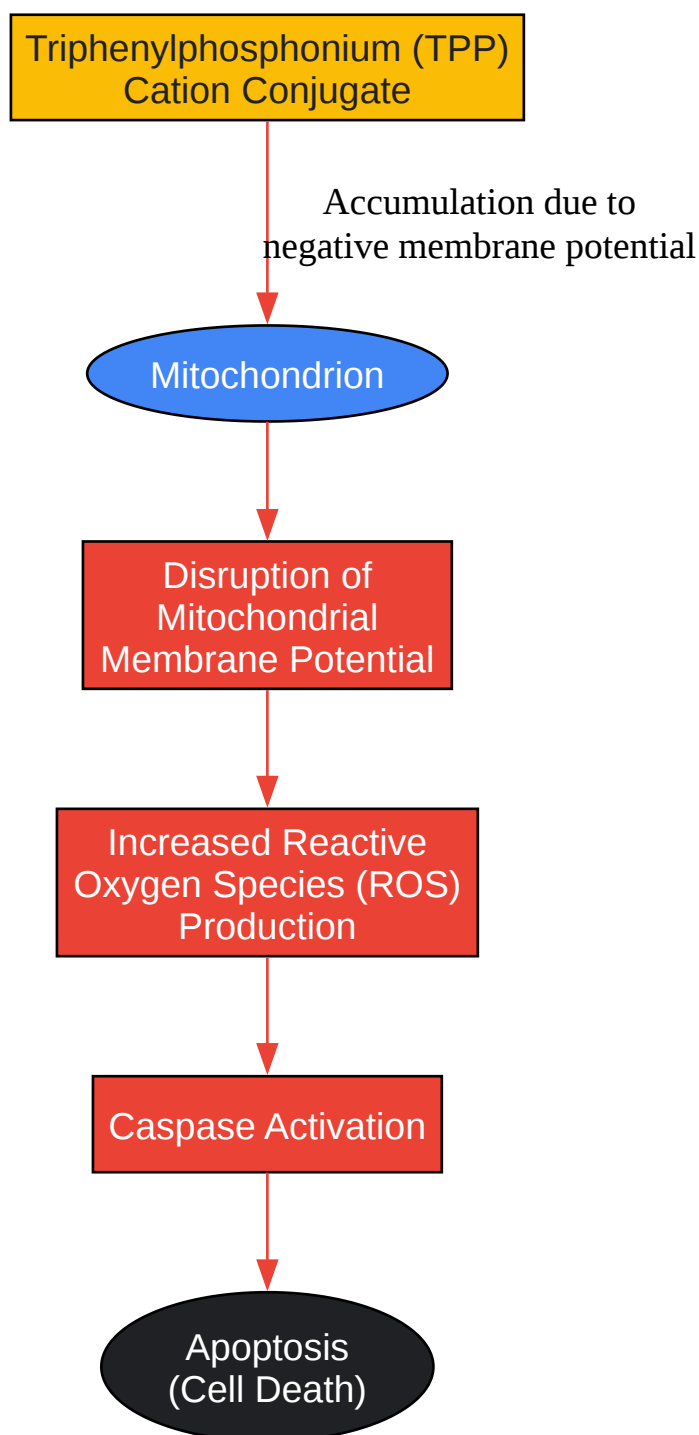 Triphenylphosphonium (TPP)
Cation Conjugate
Accumulation due to
negative membrane potential
Mitochondrion
Disruption of
Mitochondrial
Membrane Potential
Increased Reactive
Oxygen Species (ROS)
Production
Caspase Activation
Apoptosis
(Cell Death)